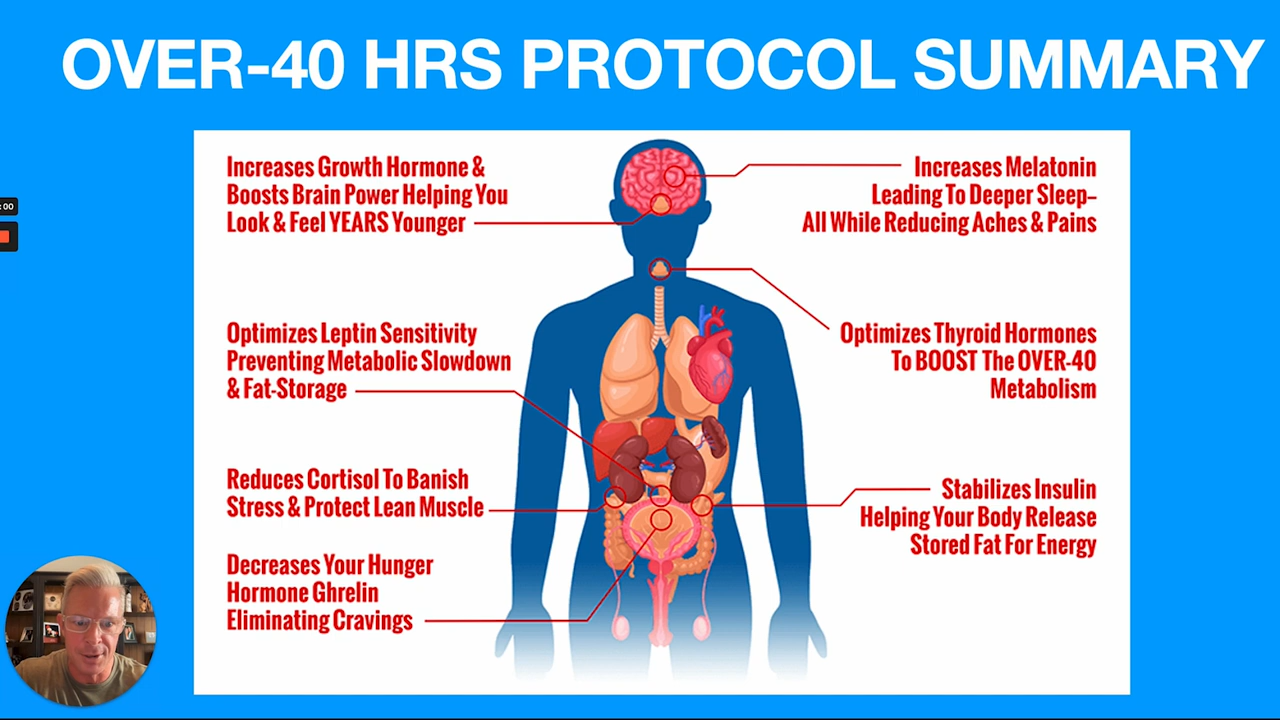 OVER-40 HRS PROTOCOL SUMMARY
Increases Growth Hormone &
Boosts Brain Power Helping You
Look & Feel YEARS Younger
Increases Melatonin
Leading To Deeper Sleep–
All While Reducing Aches & Pains
Optimizes Leptin Sensitivity
Preventing Metabolic Slowdown
& Fat-Storage
Optimizes Thyroid Hormones
To BOOST The OVER-40
Metabolism
Reduces Cortisol To Banish
Stress & Protect Lean Muscle
Stabilizes Insulin
Helping Your Body Release
Stored Fat For Energy
Decreases Your Hunger
Hormone Ghrelin
Eliminating Cravings
:00